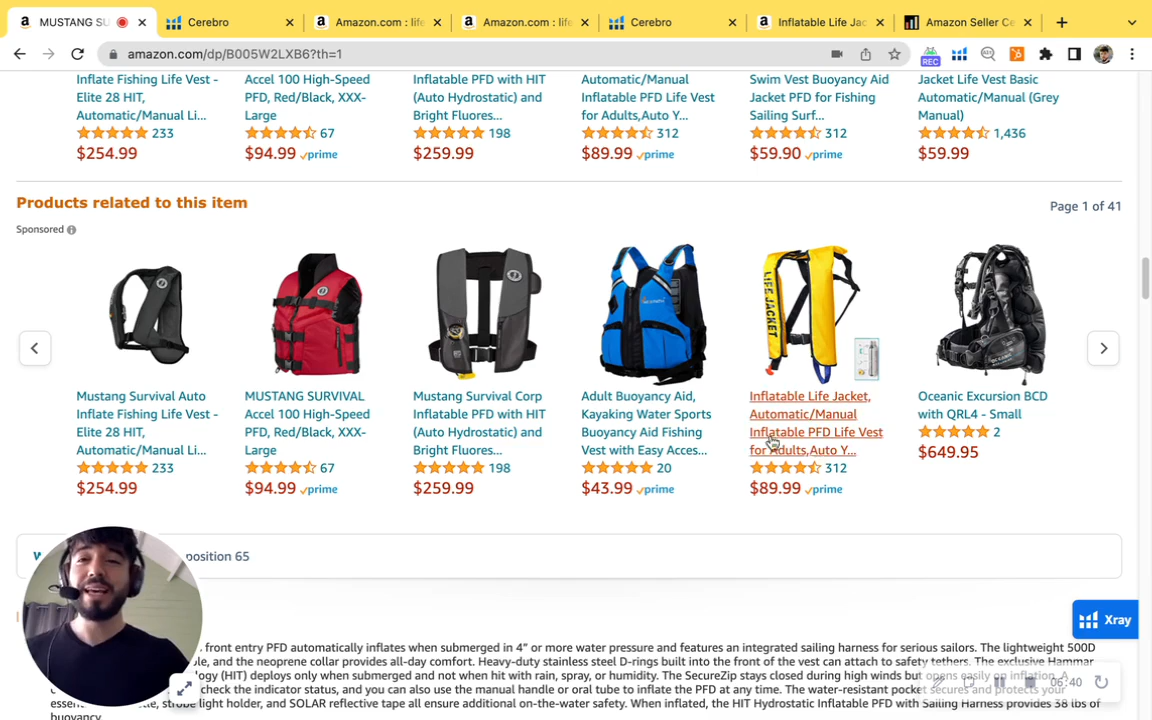 MUSTANG SU
Cerebro
Amazon.com : life
Amazon.com : life
Cerebro
Inflatable Life Jac
Amazon Seller Ce
amazon.com/dp/B005W2LXB6?th=1
REC
Inflate Fishing Life Vest -
Elite 28 HIT,
Automatic/Manual Li...
233
$254.99
Accel 100 High-Speed
PFD, Red/Black, XXX-
Large
67
$94.99 prime
Inflatable PFD with HIT
(Auto Hydrostatic) and
Bright Fluores...
198
$259.99
Automatic/Manual
Inflatable PFD Life Vest
for Adults,Auto Y...
312
$89.99 prime
Swim Vest Buoyancy Aid
Jacket PFD for Fishing
Sailing Surf...
312
$59.90 prime
Jacket Life Vest Basic
Automatic/Manual (Grey
Manual)
1,436
$59.99
Products related to this item
Page 1 of 41
Sponsored
LIFE JACKET
Mustang Survival Auto
Inflate Fishing Life Vest -
Elite 28 HIT,
Automatic/Manual Li...
233
$254.99
MUSTANG SURVIVAL
Accel 100 High-Speed
PFD, Red/Black, XXX-
Large
67
$94.99 prime
Mustang Survival Corp
Inflatable PFD with HIT
(Auto Hydrostatic) and
Bright Fluores...
198
$259.99
Adult Buoyancy Aid,
Kayaking Water Sports
Buoyancy Aid Fishing
Vest with Easy Acces...
20
$43.99 prime
Inflatable Life Jacket,
Automatic/Manual
Inflatable PFD Life Vest
for Adults,Auto Y...
312
$89.99 prime
Oceanic Excursion BCD
with QRL4 - Small
2
$649.95
position 65
Xray
front entry PFD automatically inflates when submerged in 4” or more water pressure and features an integrated sailing harness for serious sailors. The lightweight 500D
and the neoprene collar provides all-day comfort. Heavy-duty stainless steel D-rings built into the front of the vest can attach to safety tethers. The exclusive Hammar
(HIT) deploys only when submerged and not when hit with rain, spray, or humidity. The SecureZip stays closed during high winds but opens easily on inflation. A
check the indicator status, and you can also use the manual handle or oral tube to inflate the PFD at any time. The water-resistant pocket secures and protects your
strobe light holder, and SOLAR reflective tape all ensure additional on-the-water safety. When inflated, the HIT Hydrostatic Inflatable PFD with Sailing Harness provides 38 lbs of
buoyancy.
06:40